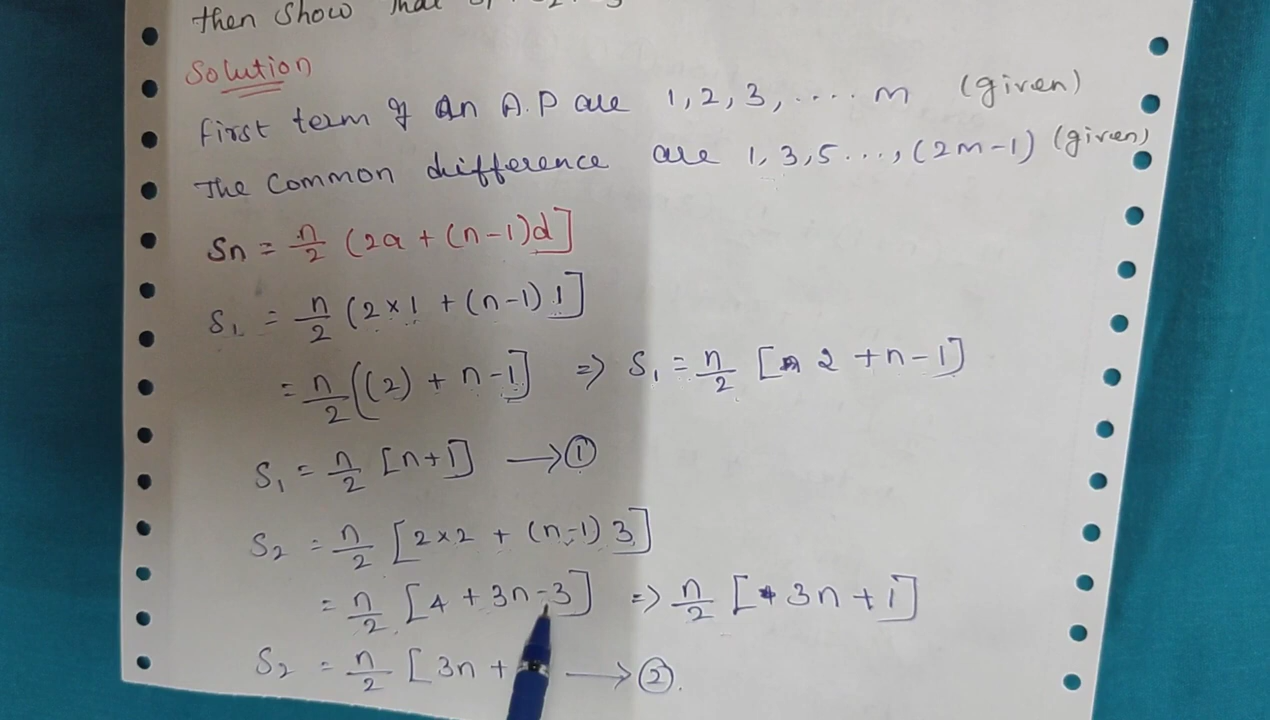 then show that
Solution
First term of an A.P are 1, 2, 3, .... m (given)
The common difference are 1, 3, 5 ..., (2m-1) (given)
Sn = n/2 (2a + (n-1)d]
S₁ = n/2 (2×1 + (n-1) 1]
= n/2 ((2) + n-1] => S₁ = n/2 [2 + n-1]
S₁ = n/2 [n+1] → ①
S₂ = n/2 [2×2 + (n-1) 3]
= n/2 [4 + 3n-3] => n/2 [3n+1]
S₂ = n/2 [3n + → ②.